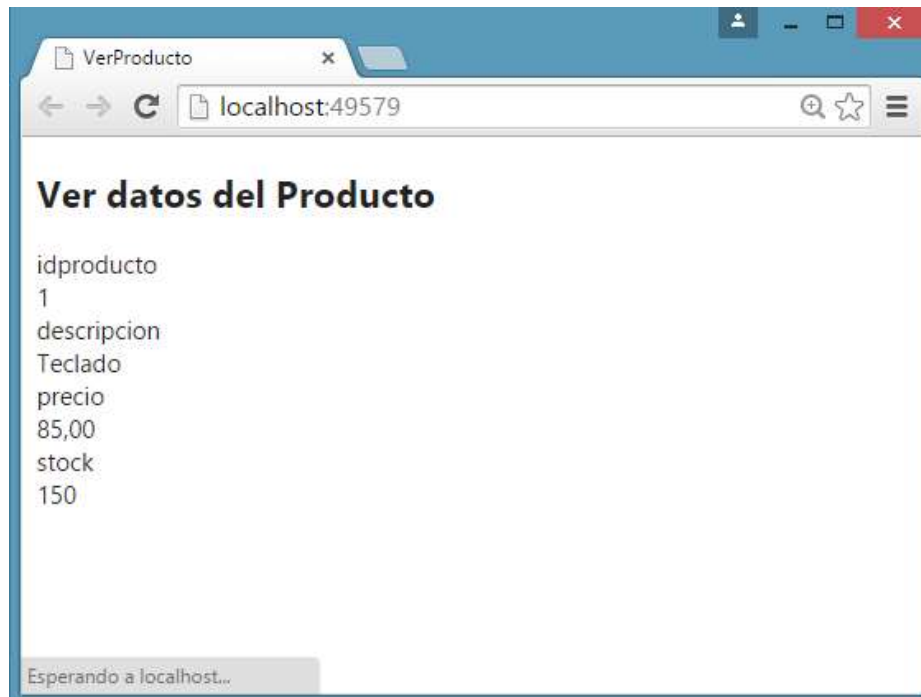 VerProducto
localhost:49579
Ver datos del Producto
idproducto
1
descripcion
Teclado
precio
85,00
stock
150
Esperando a localhost...